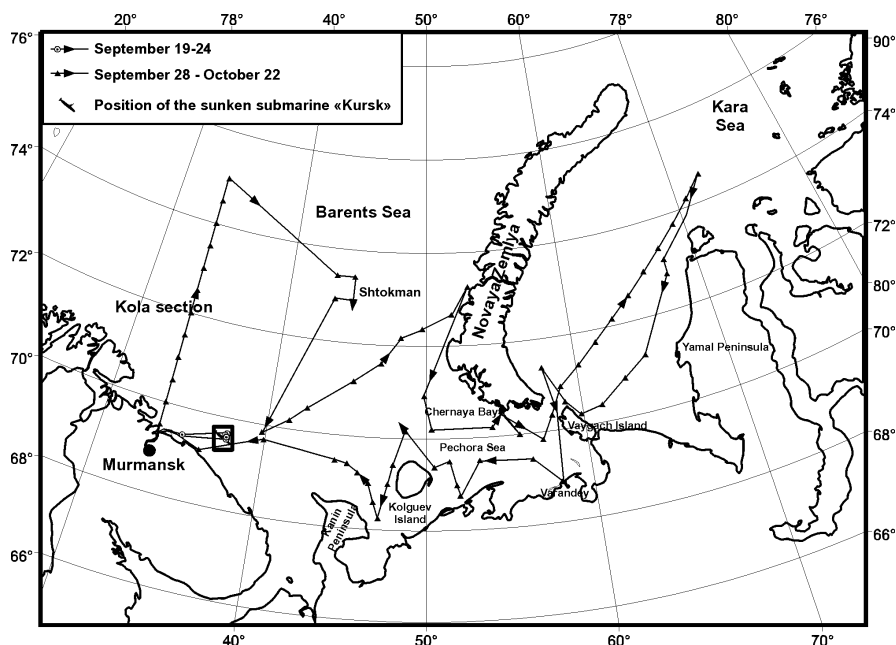 20° 78° 40° 50° 60° 78° 80° 76°
76° 90°
September 19-24
September 28 - October 22
Position of the sunken submarine «Kursk»
Kara
Sea
74° 74°
Barents Sea
72° 72°
Novaya Zemlya
80°
Shtokman
Kola section
70° 70°
Yamal Peninsula
Chernaya Bay
Vaygach Island
Pechora Sea
68°
Murmansk
Varandey
Kolguev
Island
Kanin
Peninsula
66° 66°
40° 50° 60° 70°